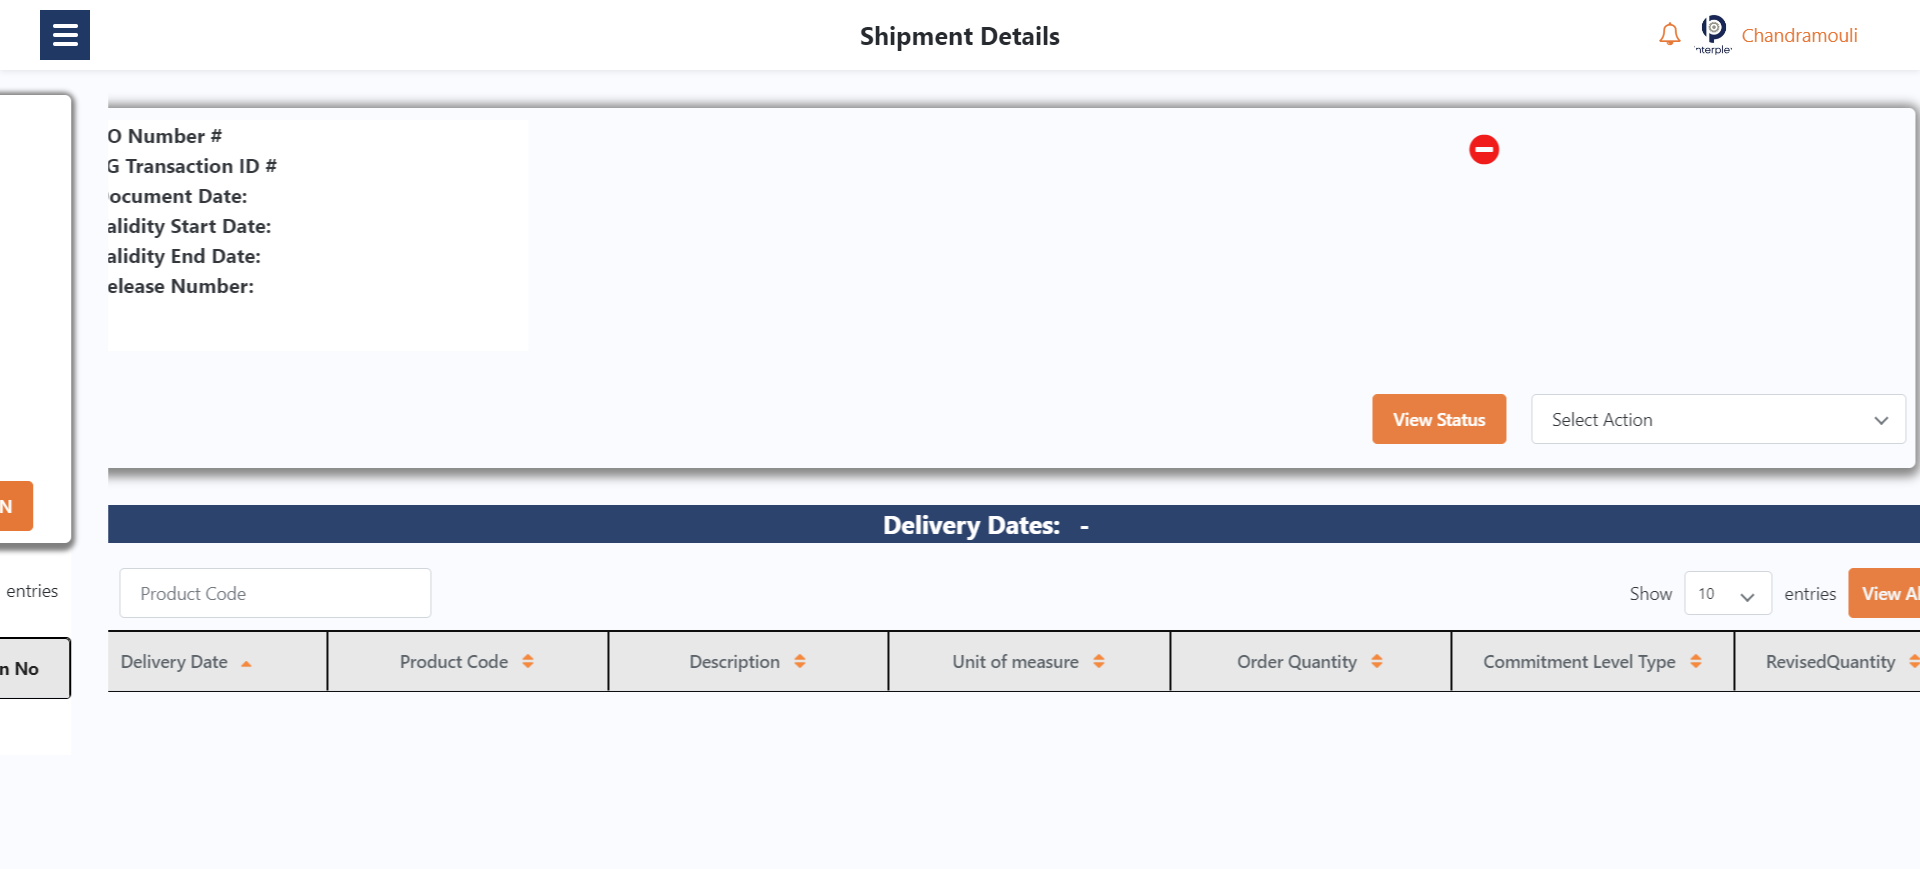 Shipment Details
Chandramouli
O Number #
G Transaction ID #
ocument Date:
alidity Start Date:
alidity End Date:
elease Number:
View Status
Select Action
N
Delivery Dates: -
entries
Product Code
Show 10 entries
View Al
n No
Delivery Date
Product Code
Description
Unit of measure
Order Quantity
Commitment Level Type
RevisedQuantity